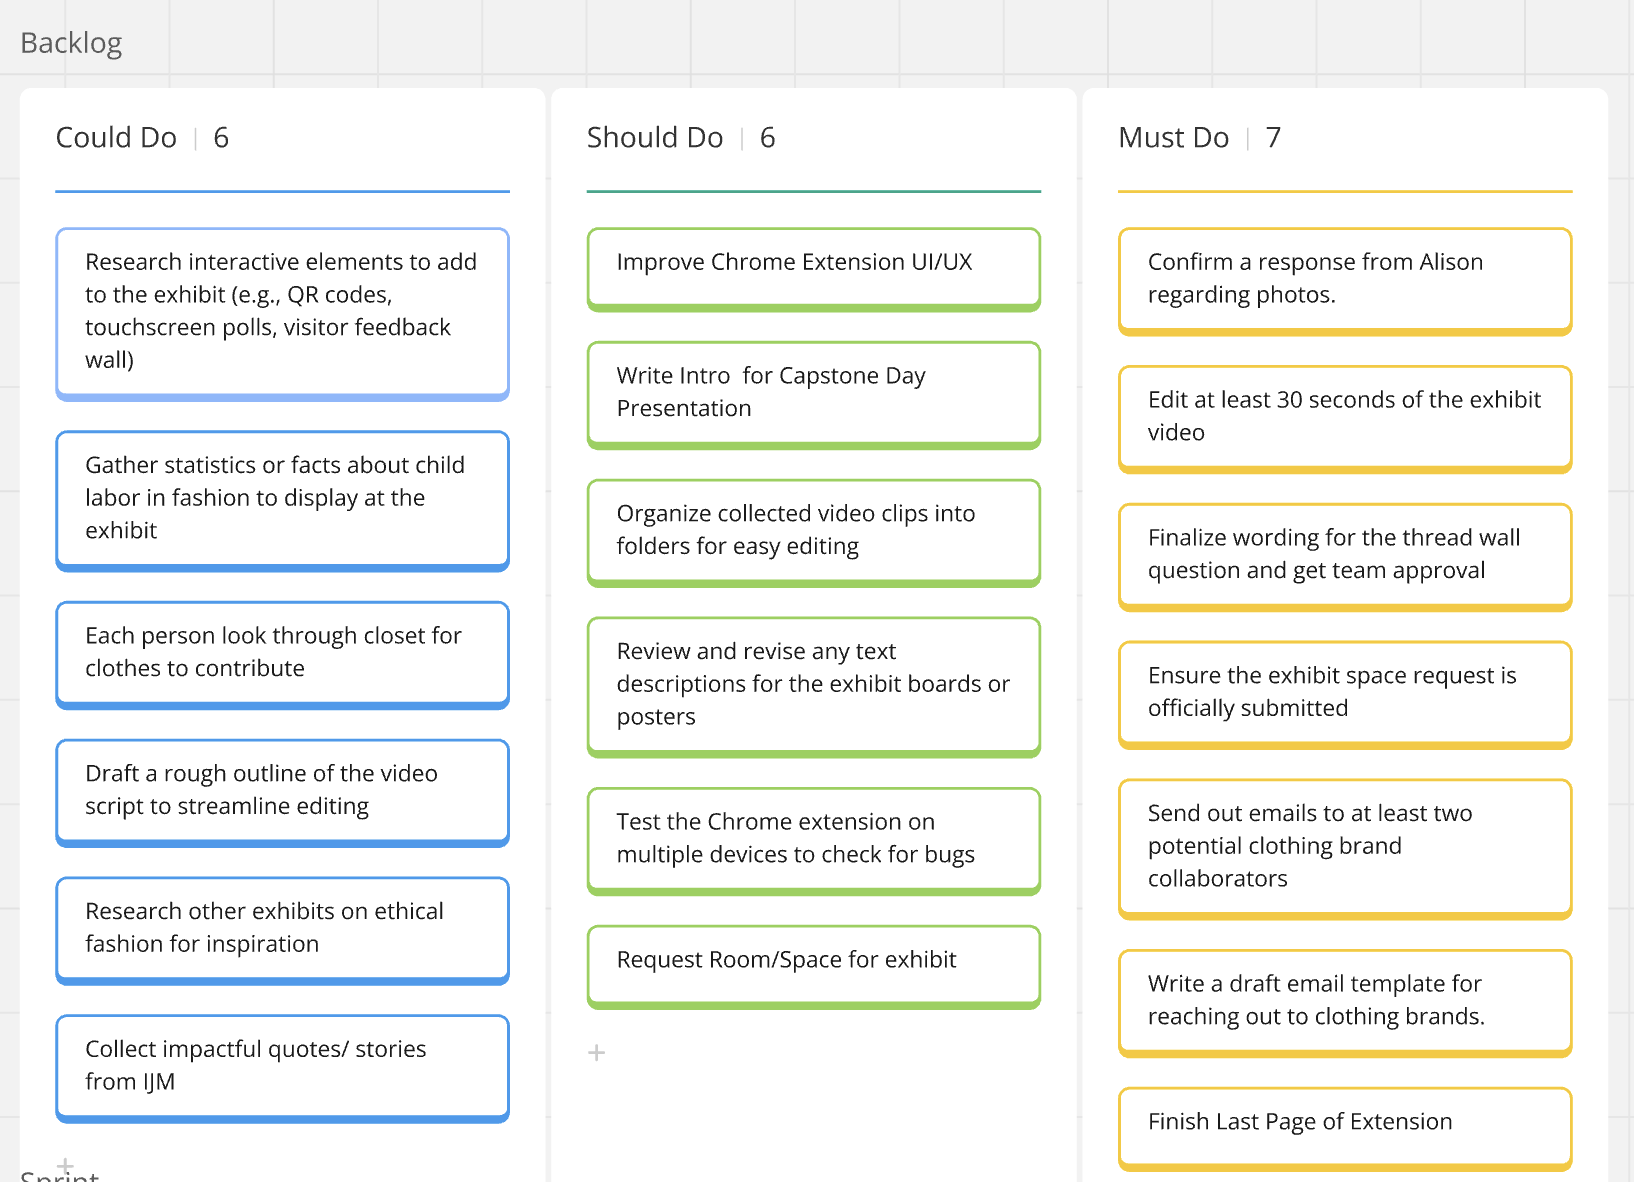 Backlog
Could Do | 6
Research interactive elements to add
to the exhibit (e.g., QR codes,
touchscreen polls, visitor feedback
wall)
Gather statistics or facts about child
labor in fashion to display at the
exhibit
Each person look through closet for
clothes to contribute
Draft a rough outline of the video
script to streamline editing
Research other exhibits on ethical
fashion for inspiration
Collect impactful quotes/ stories
from IJM
+
Should Do | 6
Improve Chrome Extension UI/UX
Write Intro  for Capstone Day
Presentation
Organize collected video clips into
folders for easy editing
Review and revise any text
descriptions for the exhibit boards or
posters
Test the Chrome extension on
multiple devices to check for bugs
Request Room/Space for exhibit
+
Must Do | 7
Confirm a response from Alison
regarding photos.
Edit at least 30 seconds of the exhibit
video
Finalize wording for the thread wall
question and get team approval
Ensure the exhibit space request is
officially submitted
Send out emails to at least two
potential clothing brand
collaborators
Write a draft email template for
reaching out to clothing brands.
Finish Last Page of Extension
Sprint